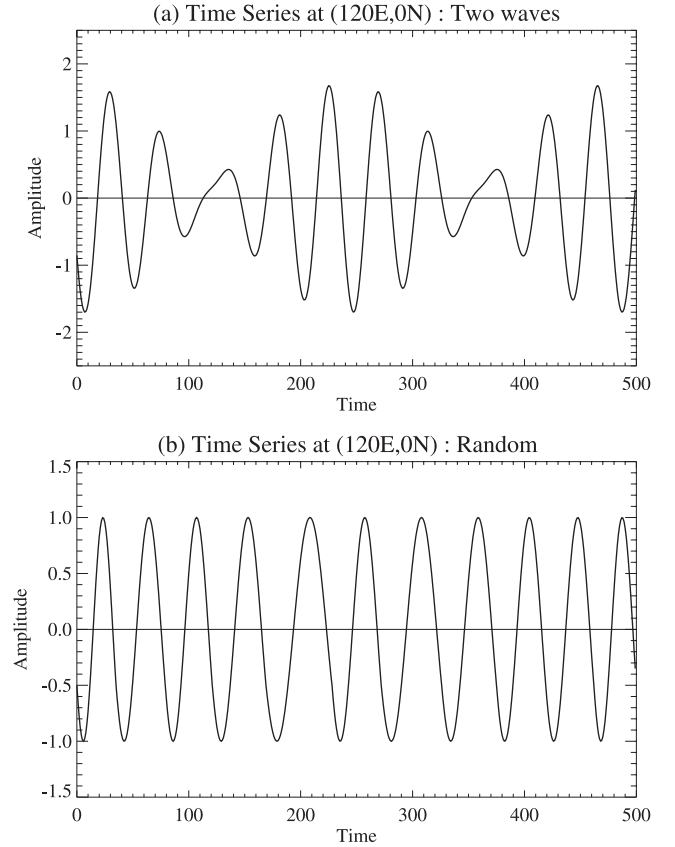 (a) Time Series at (120E,0N) : Two waves
2
1
0
-1
-2
Amplitude
0 100 200 300 400 500
Time
(b) Time Series at (120E,0N) : Random
1.5
1.0
0.5
0.0
-0.5
-1.0
-1.5
Amplitude
0 100 200 300 400 500
Time